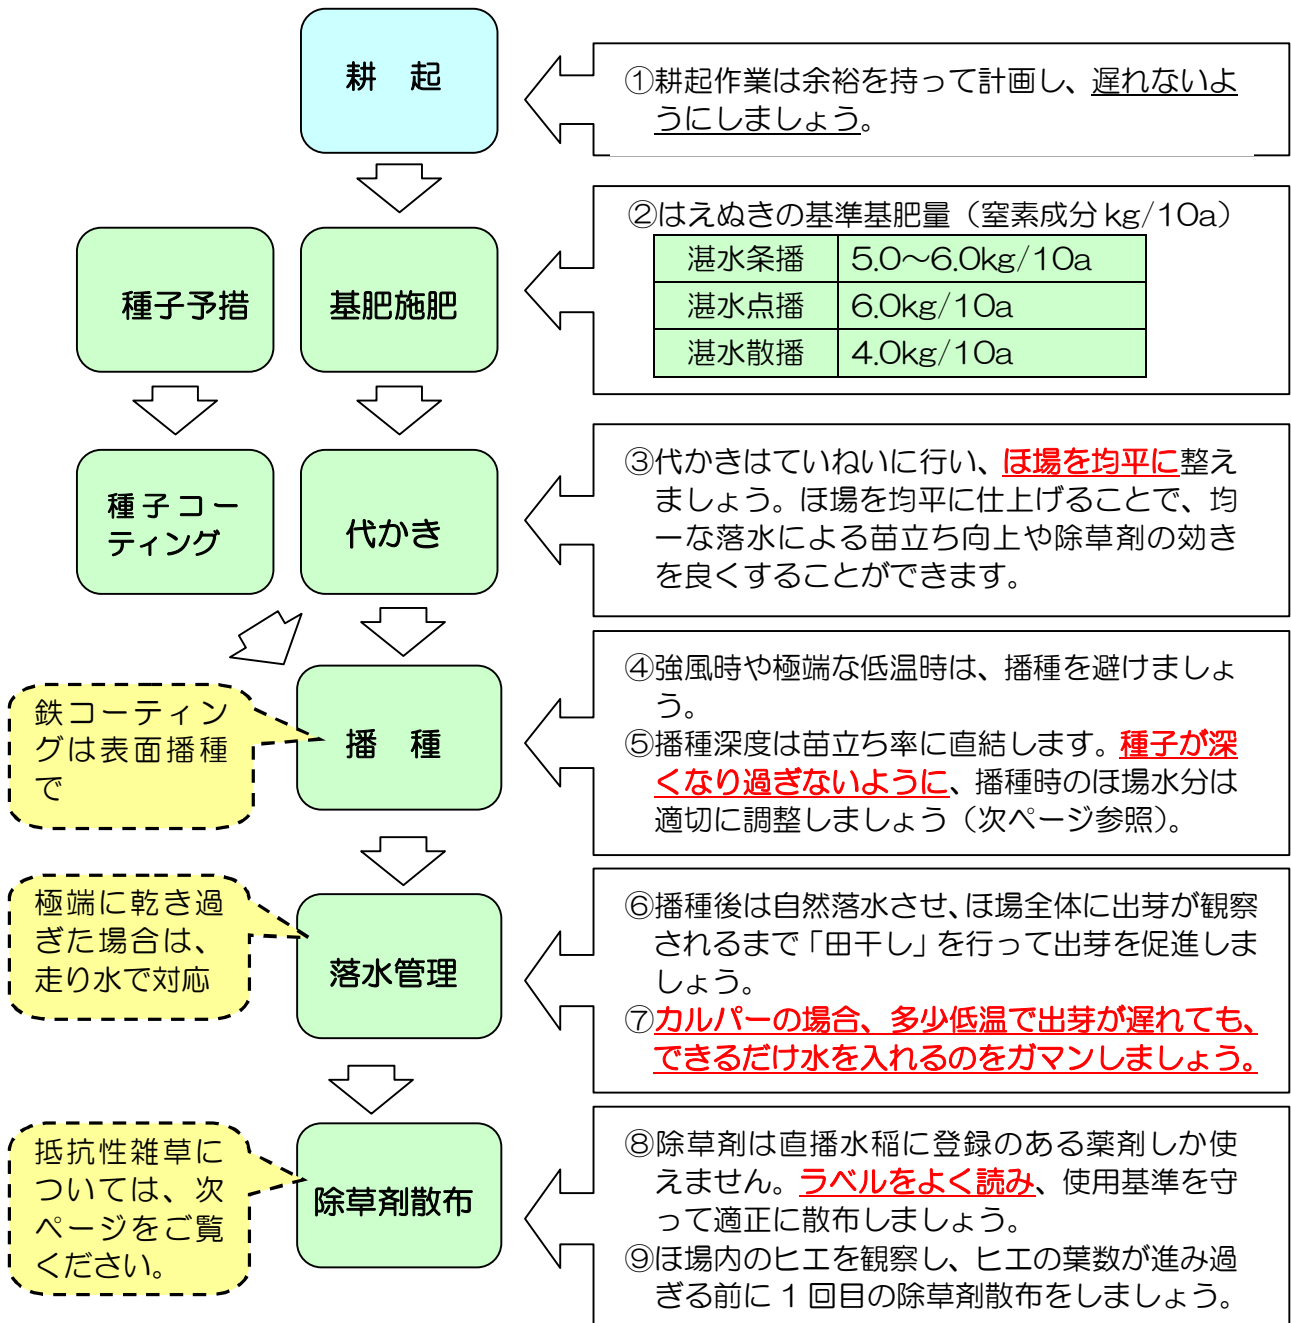 耕　起
①耕起作業は余裕を持って計画し、遅れないよ
うにしましょう。
②はえぬきの基準基肥量（窒素成分 kg/10a）
湛水条播　5.0～6.0kg/10a
湛水点播　6.0kg/10a
湛水散播　4.0kg/10a
種子予措
基肥施肥
種子コー
ティング
代かき
③代かきはていねいに行い、ほ場を均平に整え
ましょう。ほ場を均平に仕上げることで、均
一な落水による苗立ち向上や除草剤の効き
を良くすることができます。
鉄コーティン
グは表面播種
で
播　種
④強風時や極端な低温時は、播種を避けましょ
う。
⑤播種深度は苗立ち率に直結します。種子が深
くなり過ぎないように、播種時のほ場水分は
適切に調整しましょう（次ページ参照）。
極端に乾き過
ぎた場合は、
走り水で対応
落水管理
⑥播種後は自然落水させ、ほ場全体に出芽が観察
されるまで「田干し」を行って出芽を促進しま
しょう。
⑦カルパーの場合、多少低温で出芽が遅れても、
できるだけ水を入れるのをガマンしましょう。
抵抗性雑草に
ついては、次
ページをご覧
ください。
除草剤散布
⑧除草剤は直播水稲に登録のある薬剤しか使
えません。ラベルをよく読み、使用基準を守
って適正に散布しましょう。
⑨ほ場内のヒエを観察し、ヒエの葉数が進み過
ぎる前に 1 回目の除草剤散布をしましょう。